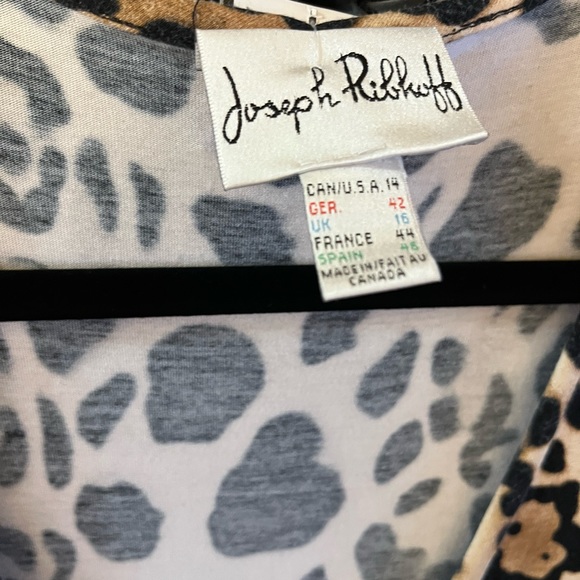 Joseph Ribkoff
CAN/U.S.A. 14
GER. 42
UK 16
FRANCE 44
SPAIN 46
MADE IN/FAIT AU
CANADA